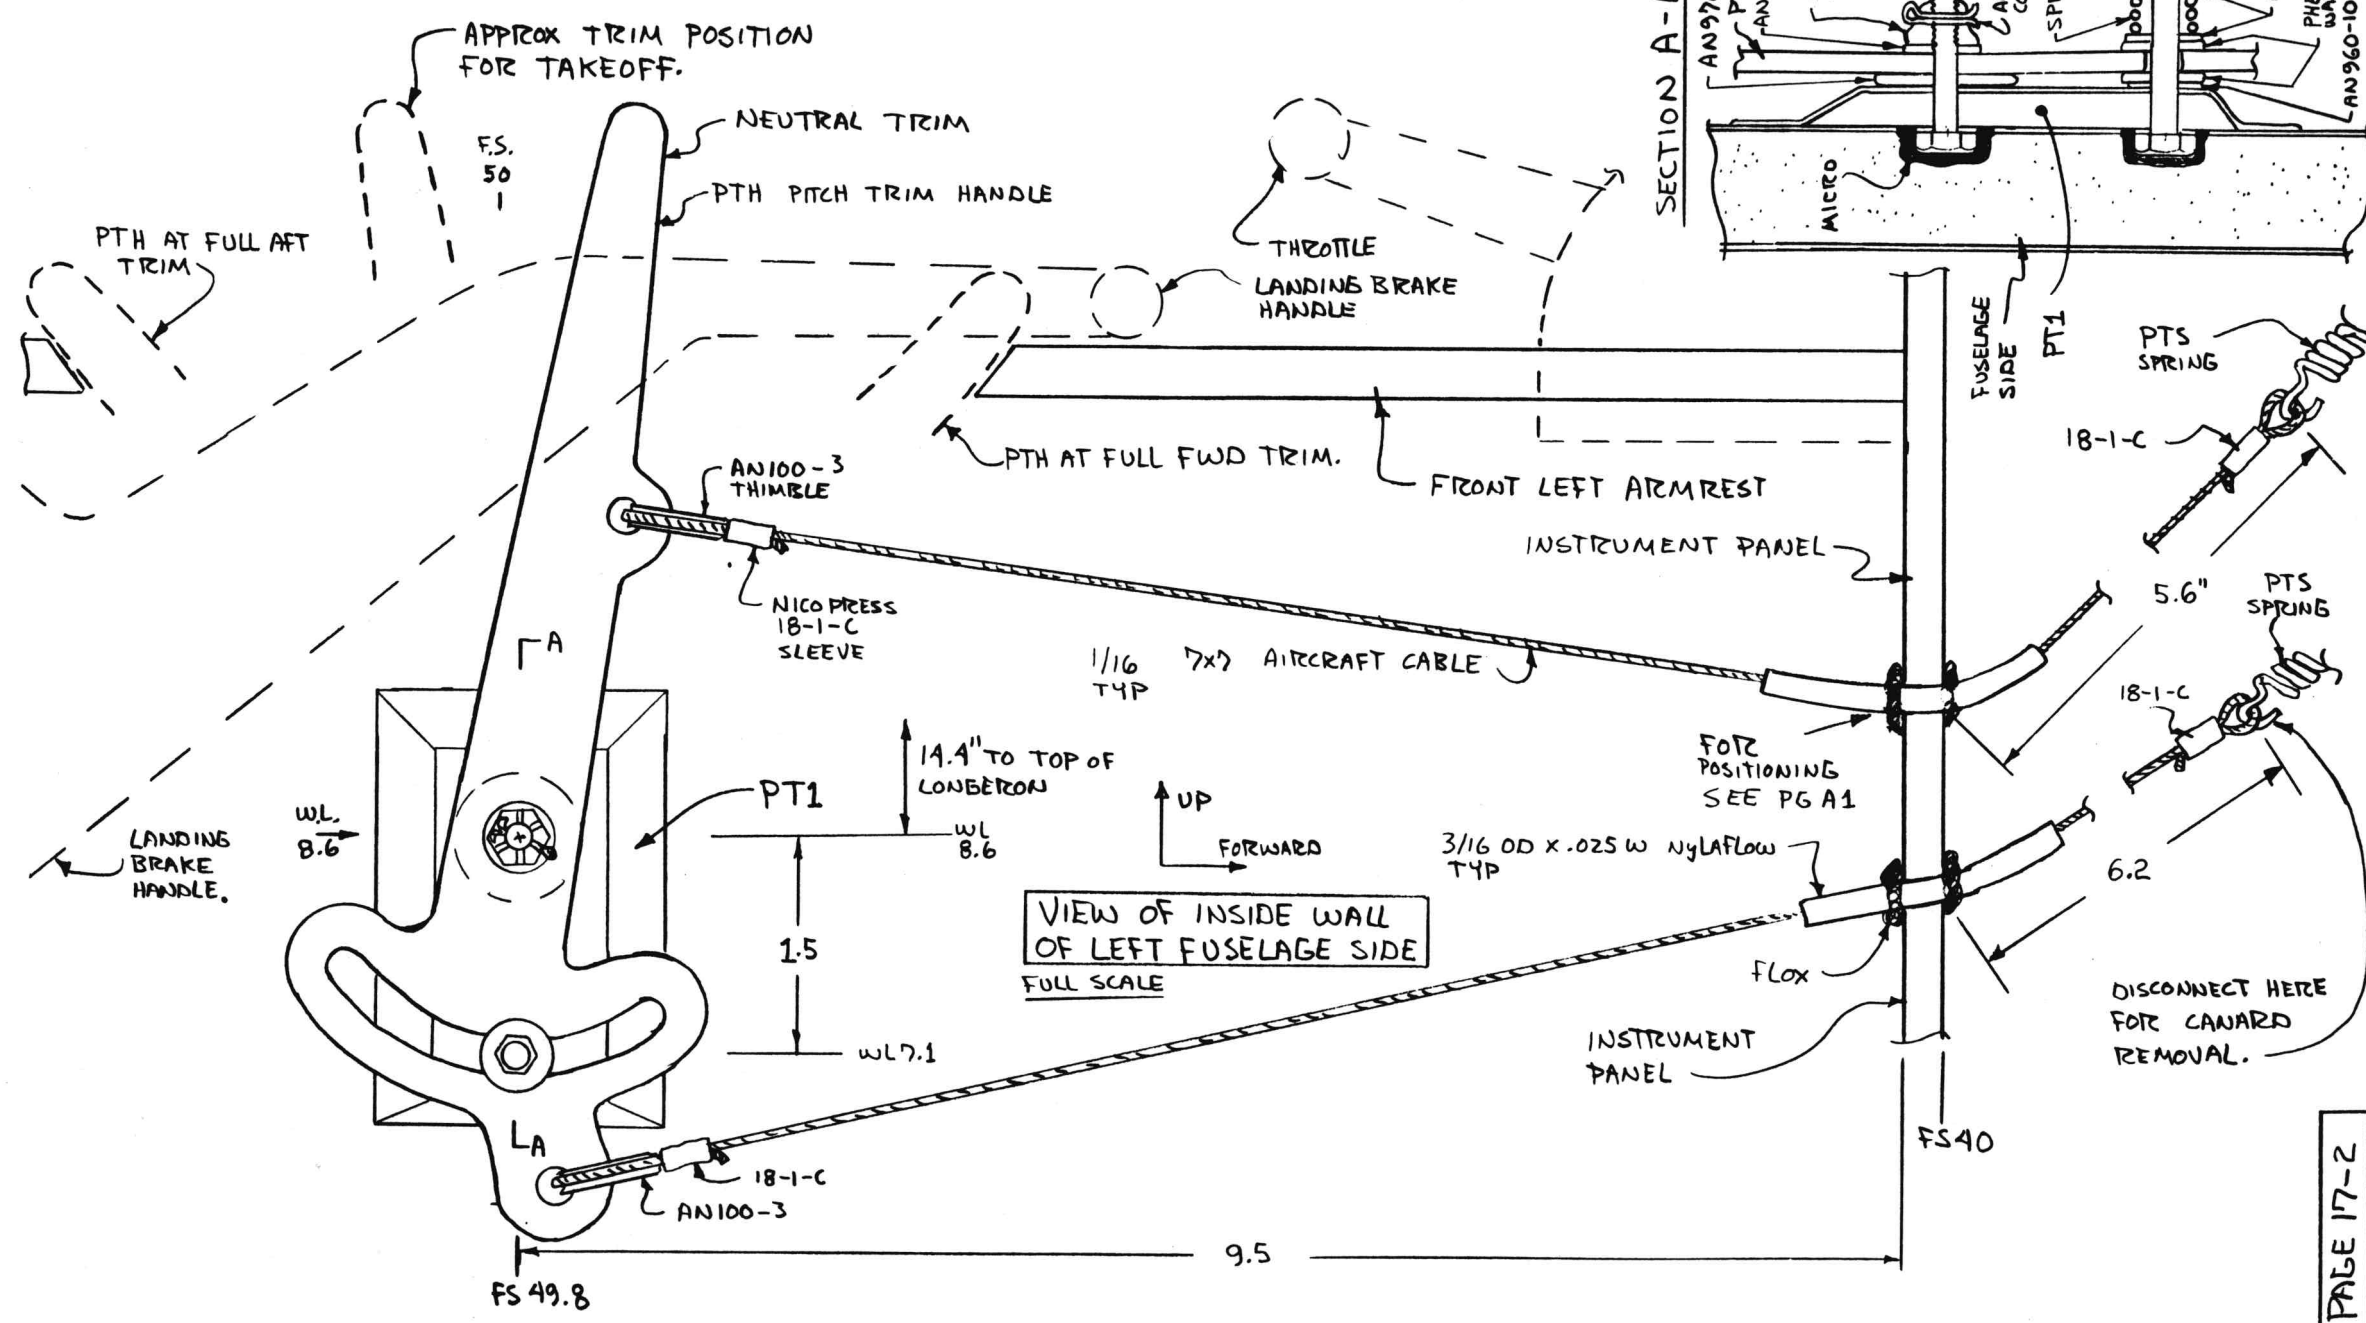 APPROX TRIM POSITION
FOR TAKEOFF.
NEUTRAL TRIM
F.S.
50
PTH PITCH TRIM HANDLE
PTH AT FULL AFT
TRIM
THROTTLE
LANDING BRAKE
HANDLE
SECTION A-
MICRO
FUSELAGE
SIDE
PT1
AN960-10
PTS
SPRING
18-1-C
PTH AT FULL FWD TRIM.
FRONT LEFT ARMREST
AN100-3
THIMBLE
INSTRUMENT PANEL
NICOPRESS
18-1-C
SLEEVE
A
1/16 7x7 AIRCRAFT CABLE
TYP
5.6"
PTS
SPRING
18-1-C
14.4" TO TOP OF
LONGERON
PT1
UP
FORWARD
FOR
POSITIONING
SEE PG A1
W.L.
8.6
WL
8.6
LANDING
BRAKE
HANDLE.
3/16 OD X .025 W NYLAFLOW
TYP
6.2
1.5
VIEW OF INSIDE WALL
OF LEFT FUSELAGE SIDE
FULL SCALE
FLOX
DISCONNECT HERE
FOR CANARD
REMOVAL.
WL7.1
INSTRUMENT
PANEL
A
FS40
18-1-C
AN100-3
9.5
FS 49.8
PAGE 17-2